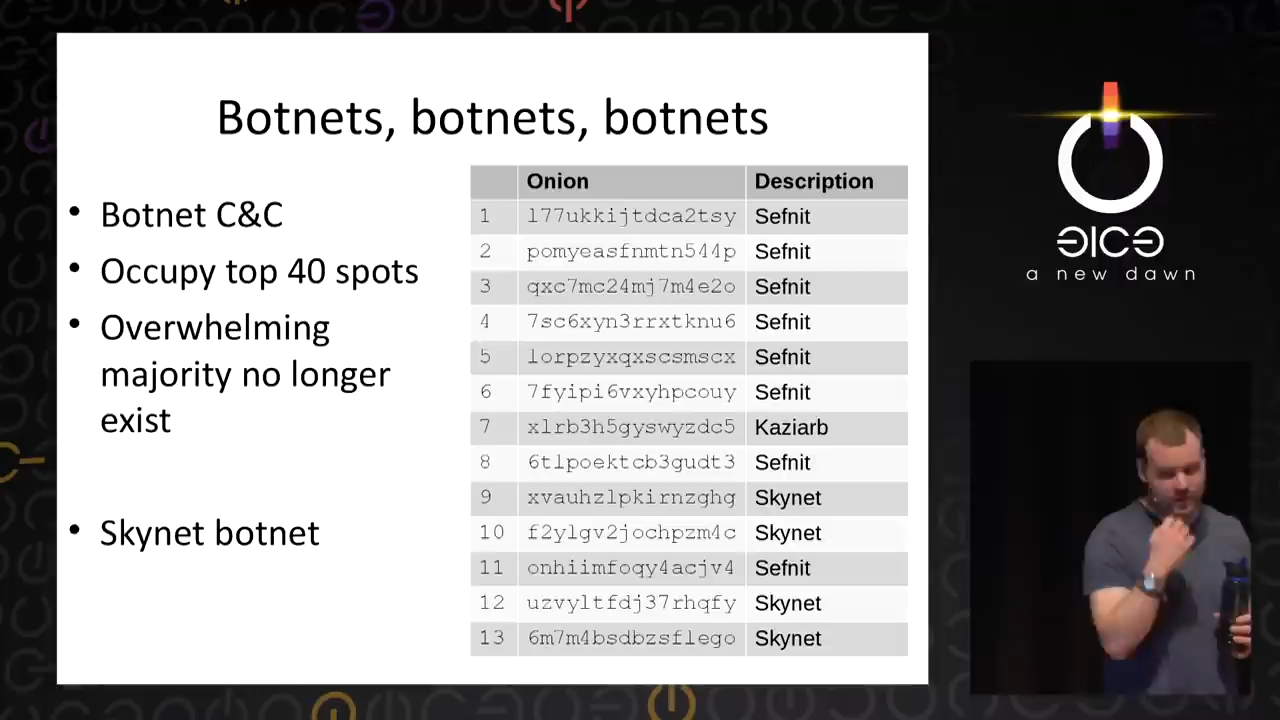 Botnets, botnets, botnets
• Botnet C&C
• Occupy top 40 spots
• Overwhelming
majority no longer
exist
• Skynet botnet
Onion Description
1 l77ukkijtdca2tsy Sefnit
2 pomyeasfnmtn544p Sefnit
3 qxc7mc24mj7m4e2o Sefnit
4 7sc6xyn3rrxtknu6 Sefnit
5 lorpzyxqxscsmscx Sefnit
6 7fyipi6vxyhpcouy Sefnit
7 xlrb3h5gyswyzdc5 Kaziarb
8 6tlpoektcb3gudt3 Sefnit
9 xvauhzlpkirnzghg Skynet
10 f2ylgv2jochpzm4c Skynet
11 onhiimfoqy4acjv4 Sefnit
12 uzvyltfdj37rhqfy Skynet
13 6m7m4bsdbzsflego Skynet
a new dawn